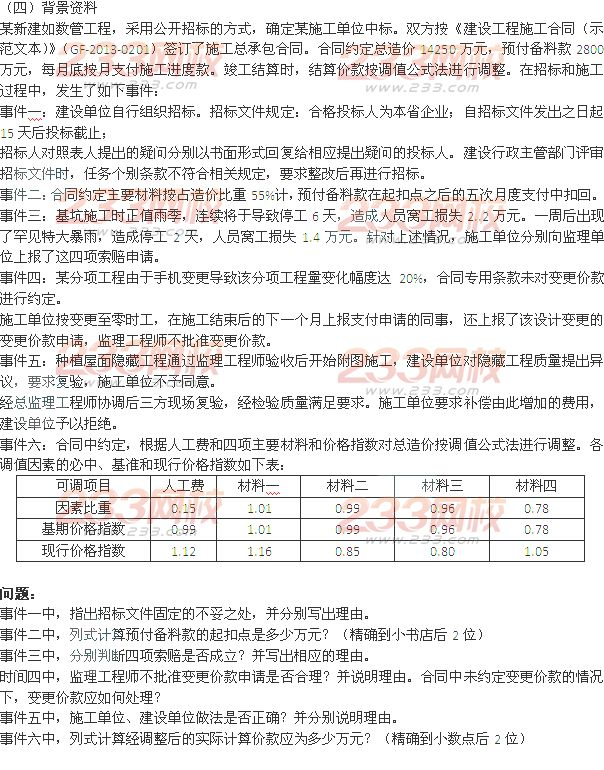 （四）背景资料
某新建如数管工程，采用公开招标的方式，确定某施工单位中标。双方按《建设工程施工合同（示
范文本）》（GF-2013-0201）签订了施工总承包合同。合同约定总造价 14250 万元，预付备料款 2800
万元，每月底按月支付施工进度款。竣工结算时，结算价款按调值公式法进行调整。在招标和施工
过程中，发生了如下事件：
事件一：建设单位自行组织招标。招标文件规定：合格投标人为本省企业；自招标文件发出之日起
15 天后投标截止；
招标人对照表人提出的疑问分别以书面形式回复给相应提出疑问的投标人。建设行政主管部门评审
招标文件时，任务个别条款不符合相关规定，要求整改后再进行招标。
事件二：合同约定主要材料按占造价比重 55%计，预付备料款在起扣点之后的五次月度支付中扣回。
事件三：基坑施工时正值雨季，连续将于导致停工 6 天，造成人员窝工损失 2.2 万元。一周后出现
了罕见特大暴雨，造成停工 2 天，人员窝工损失 1.4 万元。针对上述情况，施工单位分别向监理单
位上报了这四项索赔申请。
事件四：某分项工程由于手机变更导致该分项工程量变化幅度达 20%，合同专用条款未对变更价款
进行约定。
施工单位按变更至零时工，在施工结束后的下一个月上报支付申请的同事，还上报了该设计变更的
变更价款申请，监理工程师不批准变更价款。
事件五：种植屋面隐藏工程通过监理工程师验收后开始附图施工，建设单位对隐藏工程质量提出异
议，要求复验，施工单位不予同意。
经总监理工程师协调后三方现场复验，经检验质量满足要求。施工单位要求补偿由此增加的费用，
建设单位予以拒绝。
事件六：合同中约定，根据人工费和四项主要材料和价格指数对总造价按调值公式法进行调整。各
调值因素的必中、基准和现行价格指数如下表：
可调项目 人工费 材料一 材料二 材料三 材料四
因素比重 0.15 1.01 0.99 0.96 0.78
基期价格指数 0.99 1.01 0.99 0.96 0.78
现行价格指数 1.12 1.16 0.85 0.80 1.05
问题：
事件一中，指出招标文件固定的不妥之处，并分别写出理由。
事件二中，列式计算预付备料款的起扣点是多少万元？（精确到小书店后 2 位）
事件三中，分别判断四项索赔是否成立？并写出相应的理由。
时间四中，监理工程师不批准变更价款申请是否合理？并说明理由。合同中未约定变更价款的情况
下，变更价款应如何处理？
事件五中，施工单位、建设单位做法是否正确？并分别说明理由。
事件六中，列式计算经调整后的实际计算价款应为多少万元？（精确到小数点后 2 位）
233网校
www.233.com